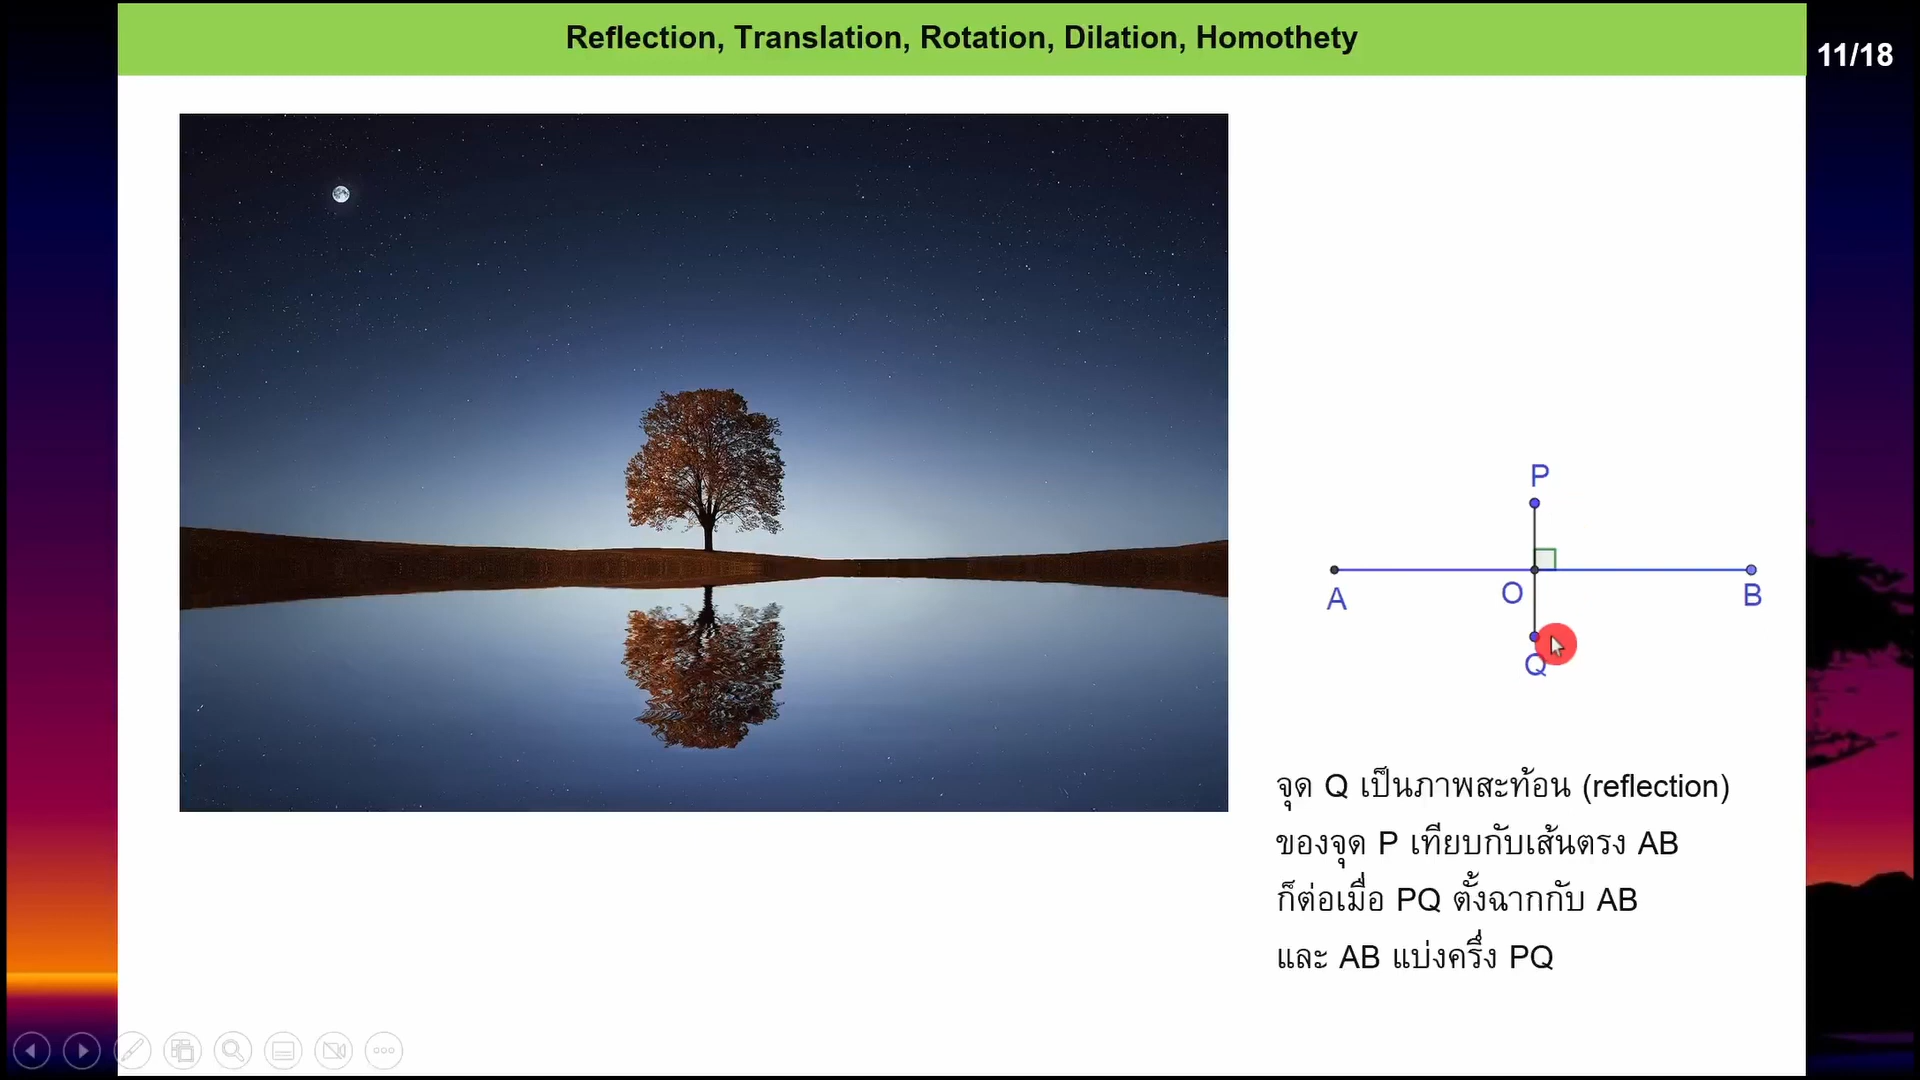 Reflection, Translation, Rotation, Dilation, Homothety
11/18
P
A
O
B
Q
จุด Q เป็นภาพสะท้อน (reflection)
ของจุด P เทียบกับเส้นตรง AB
ก็ต่อเมื่อ PQ ตั้งฉากกับ AB
และ AB แบ่งครึ่ง PQ